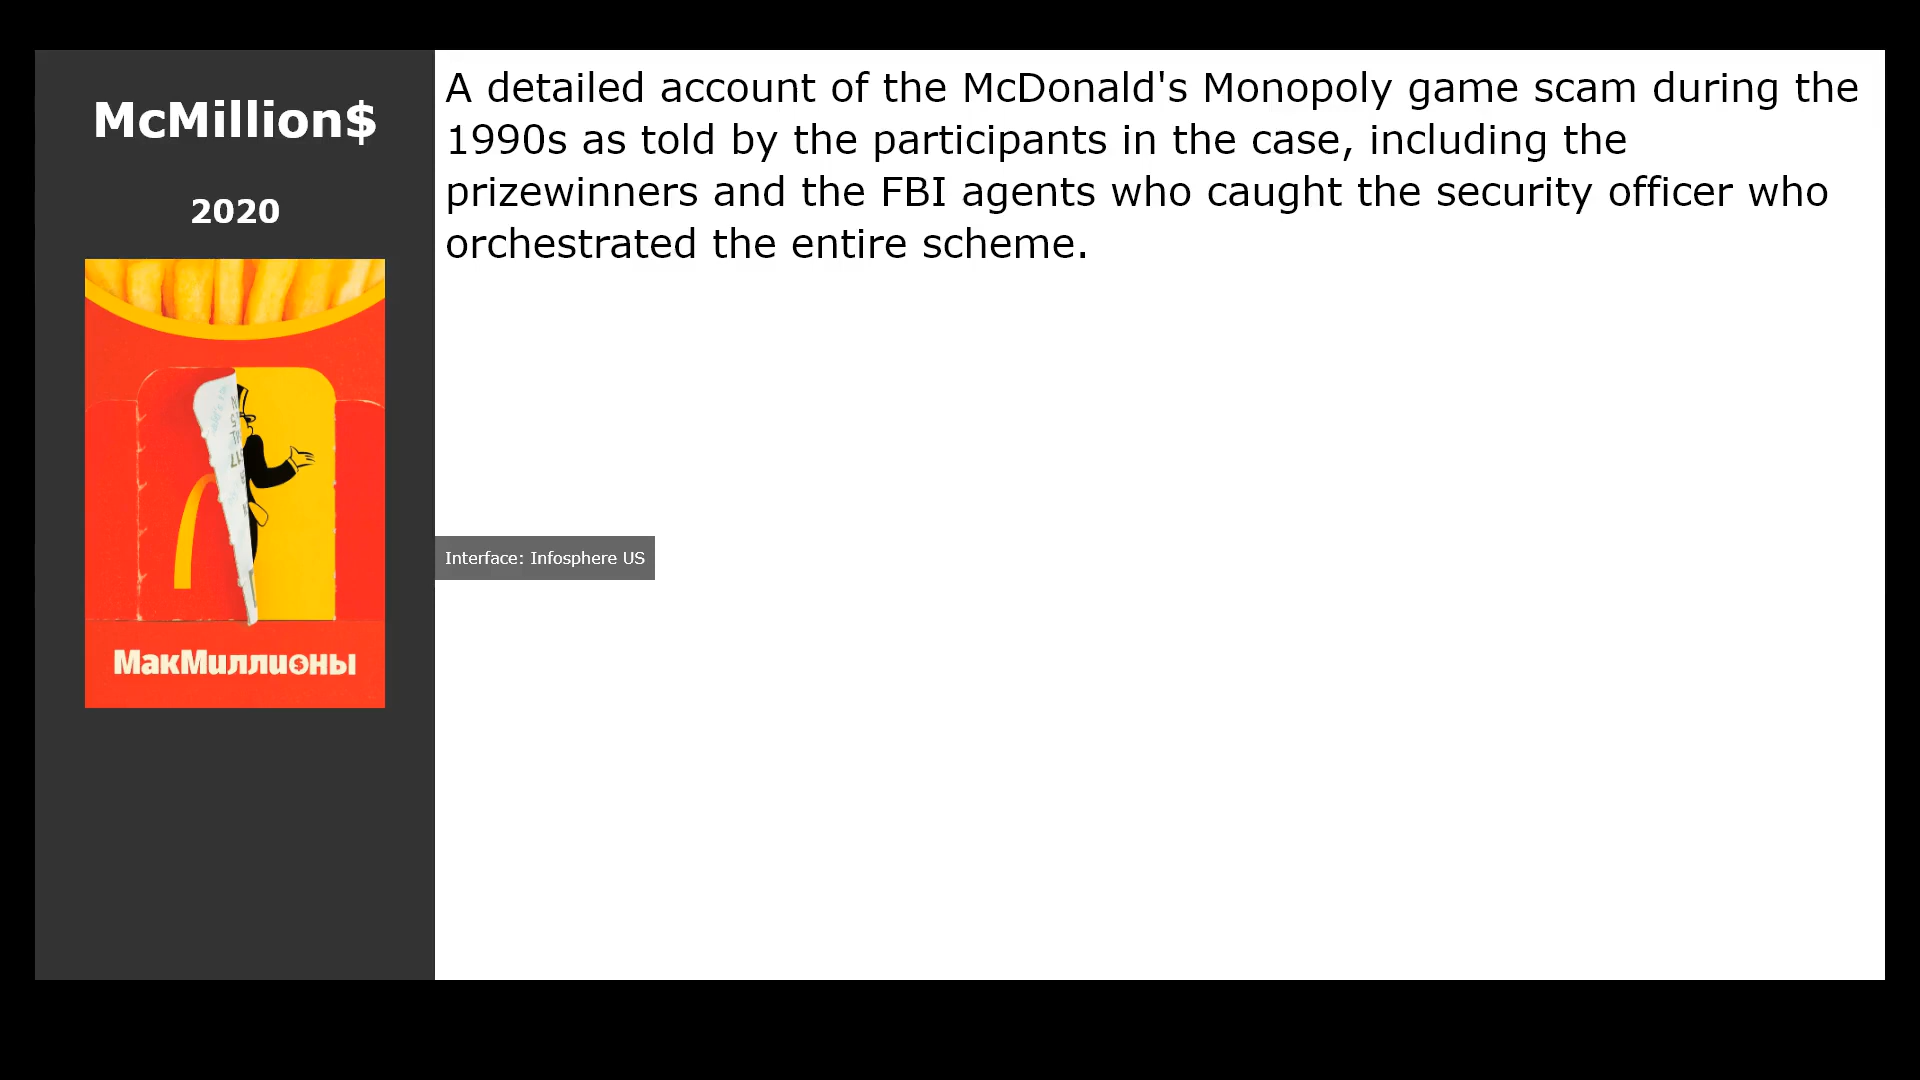 McMillion$
2020
МакМиллионы
A detailed account of the McDonald's Monopoly game scam during the
1990s as told by the participants in the case, including the
prizewinners and the FBI agents who caught the security officer who
orchestrated the entire scheme.
Interface: Infosphere US